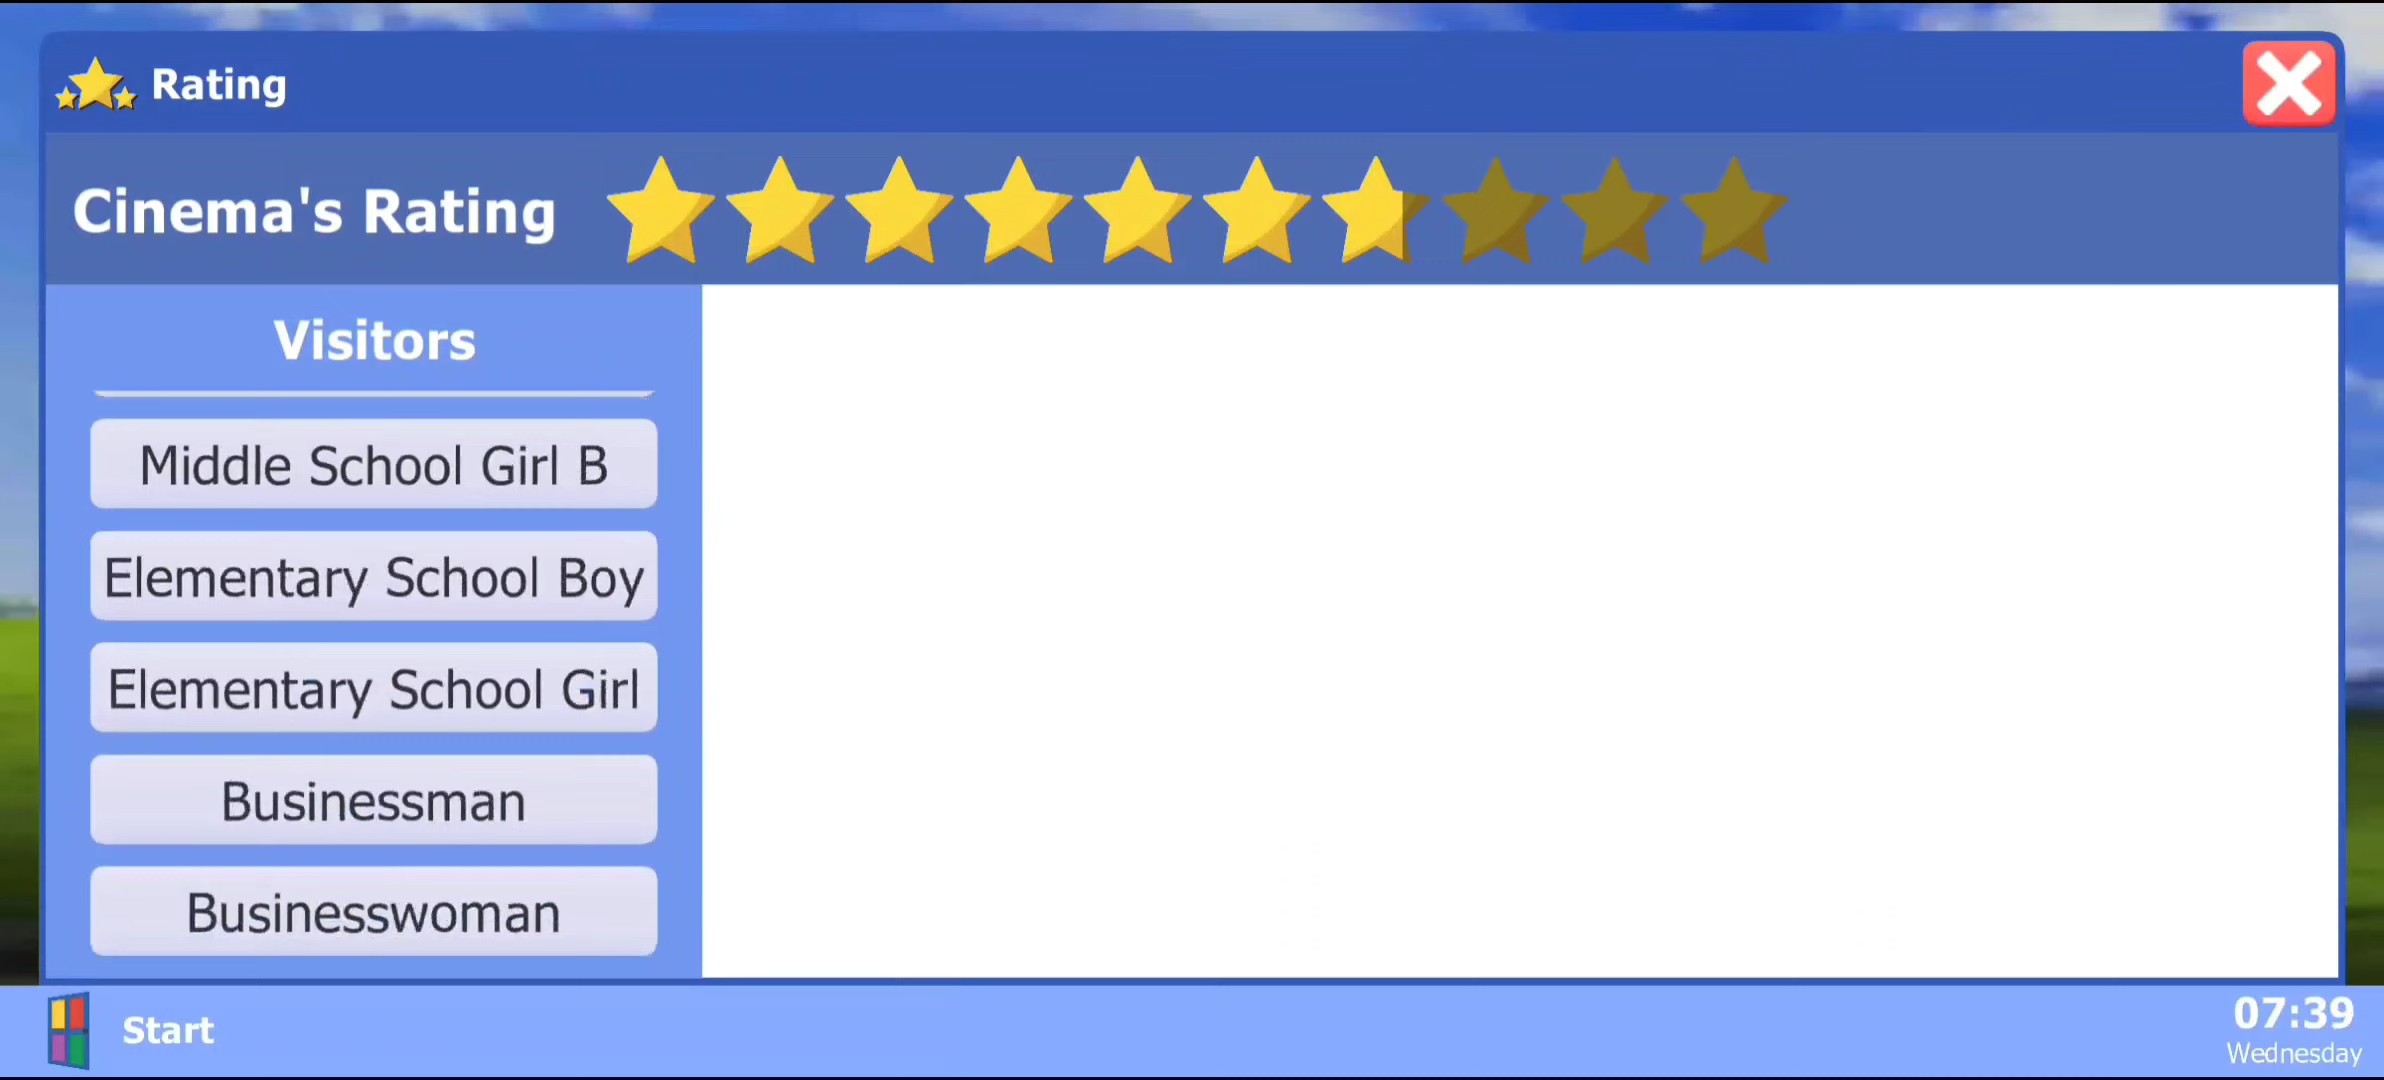 Rating
Cinema's Rating
Visitors
Middle School Girl B
Elementary School Boy
Elementary School Girl
Businessman
Businesswoman
Start
07:39
Wednesday